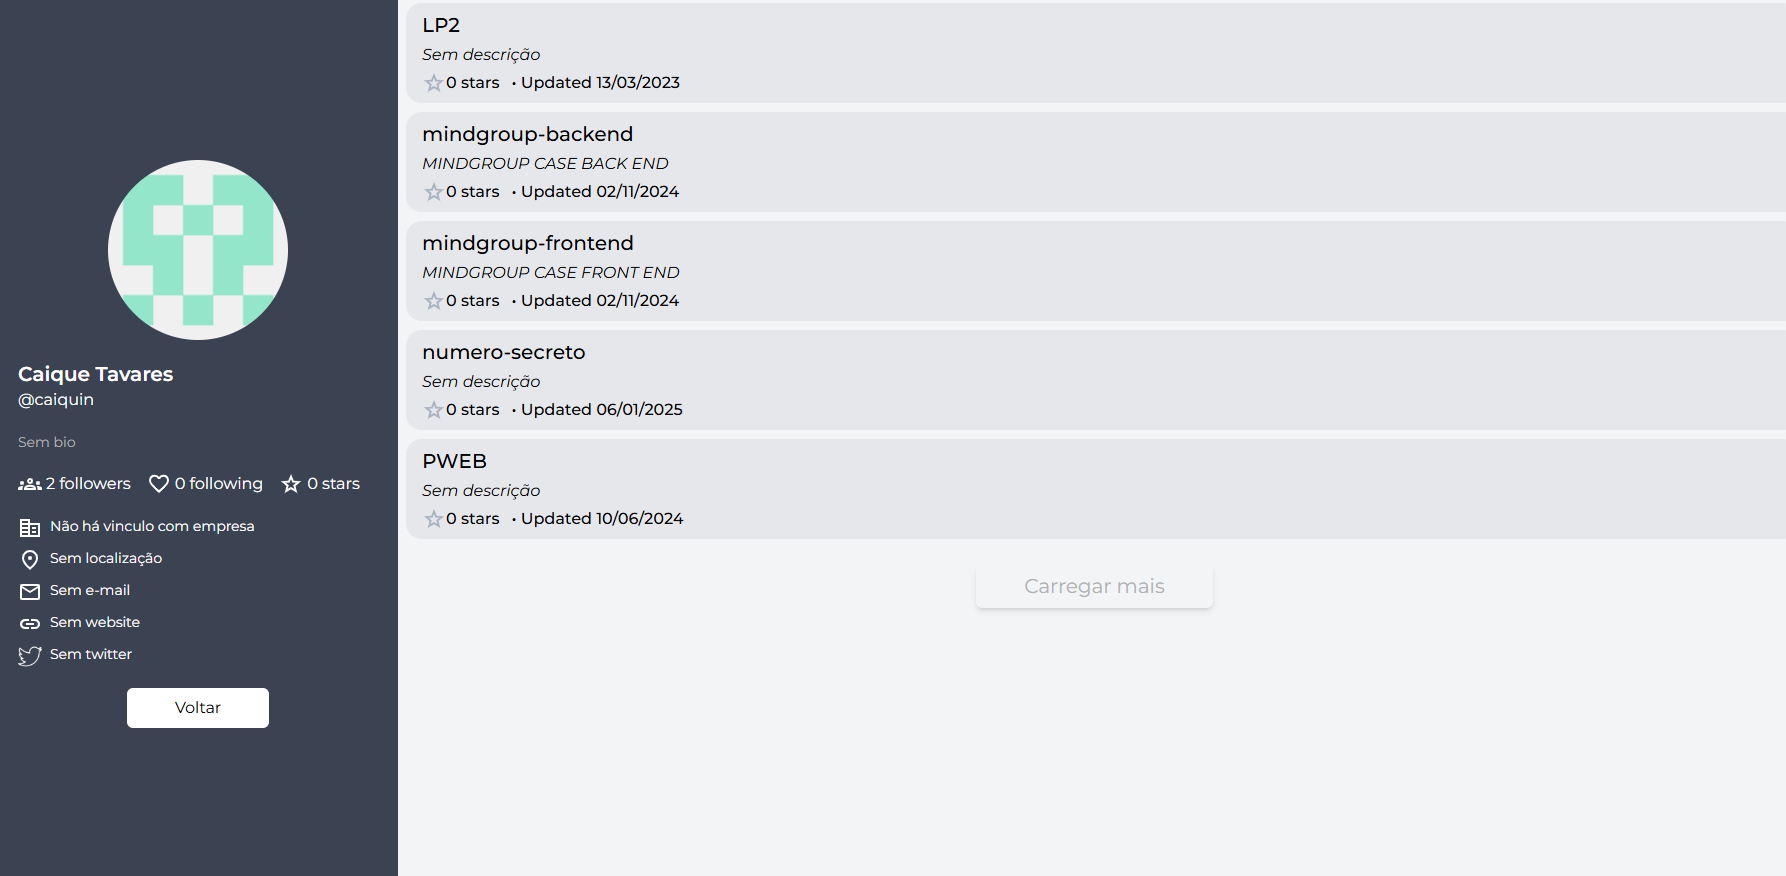 Caique Tavares
@caiquin
Sem bio
2 followers 0 following 0 stars
Não há vinculo com empresa
Sem localização
Sem e-mail
Sem website
Sem twitter
Voltar
LP2
Sem descrição
0 stars • Updated 13/03/2023
mindgroup-backend
MINDGROUP CASE BACK END
0 stars • Updated 02/11/2024
mindgroup-frontend
MINDGROUP CASE FRONT END
0 stars • Updated 02/11/2024
numero-secreto
Sem descrição
0 stars • Updated 06/01/2025
PWEB
Sem descrição
0 stars • Updated 10/06/2024
Carregar mais